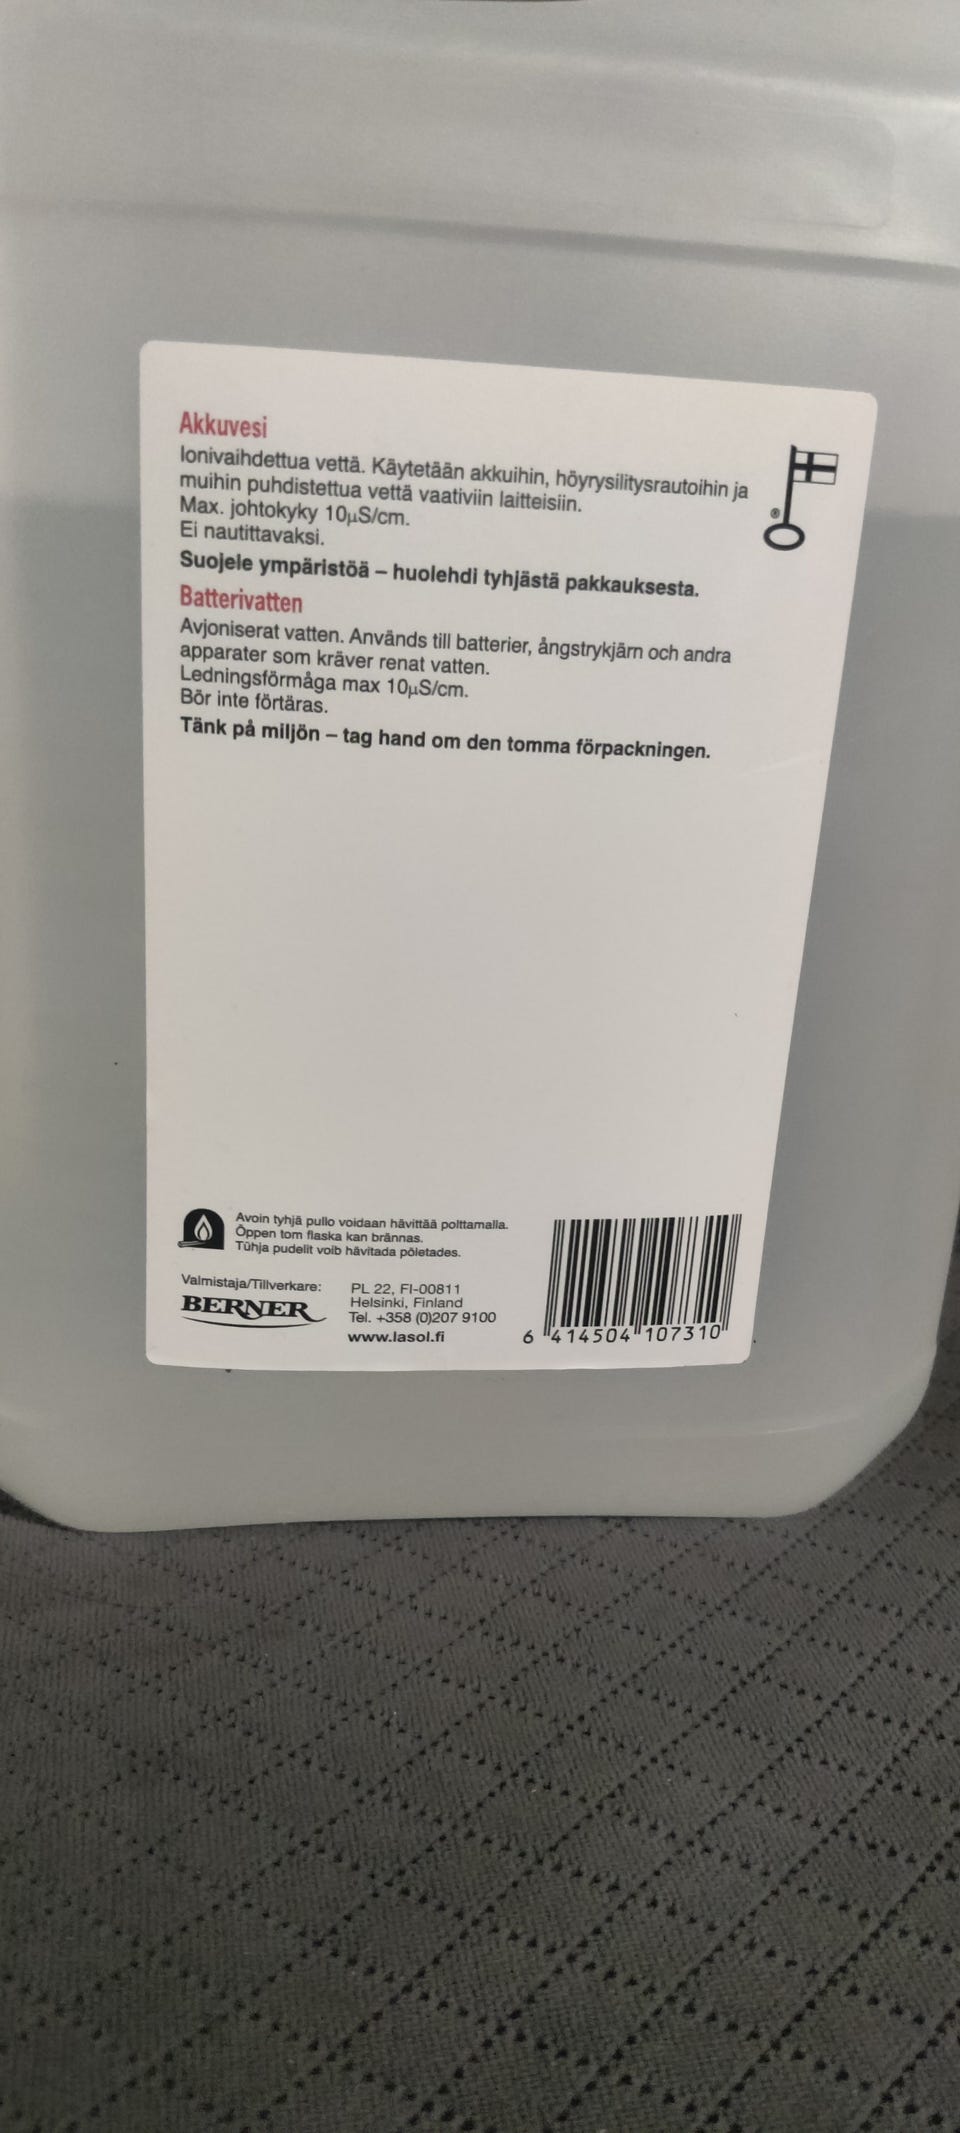 Akkuvesi
Ionivaihdettua vettä. Käytetään akkuihin, höyrysilitysrautoihin ja
muihin puhdistettua vettä vaativiin laitteisiin.
Max. johtokyky 10µS/cm.
Ei nautittavaksi.
Suojele ympäristöä – huolehdi tyhjästä pakkauksesta.
®
Batterivatten
Avjoniserat vatten. Används till batterier, ångstrykjärn och andra
apparater som kräver renat vatten.
Ledningsförmåga max 10µS/cm.
Bör inte förtäras.
Tänk på miljön – tag hand om den tomma förpackningen.
Avoin tyhjä pullo voidaan hävittää polttamalla.
Öppen tom flaska kan brännas.
Tühja pudelit voib hävitada põletades.
Valmistaja/Tillverkare:
BERNER
PL 22, FI-00811
Helsinki, Finland
Tel. +358 (0)207 9100
www.lasol.fi
6 414504 107310